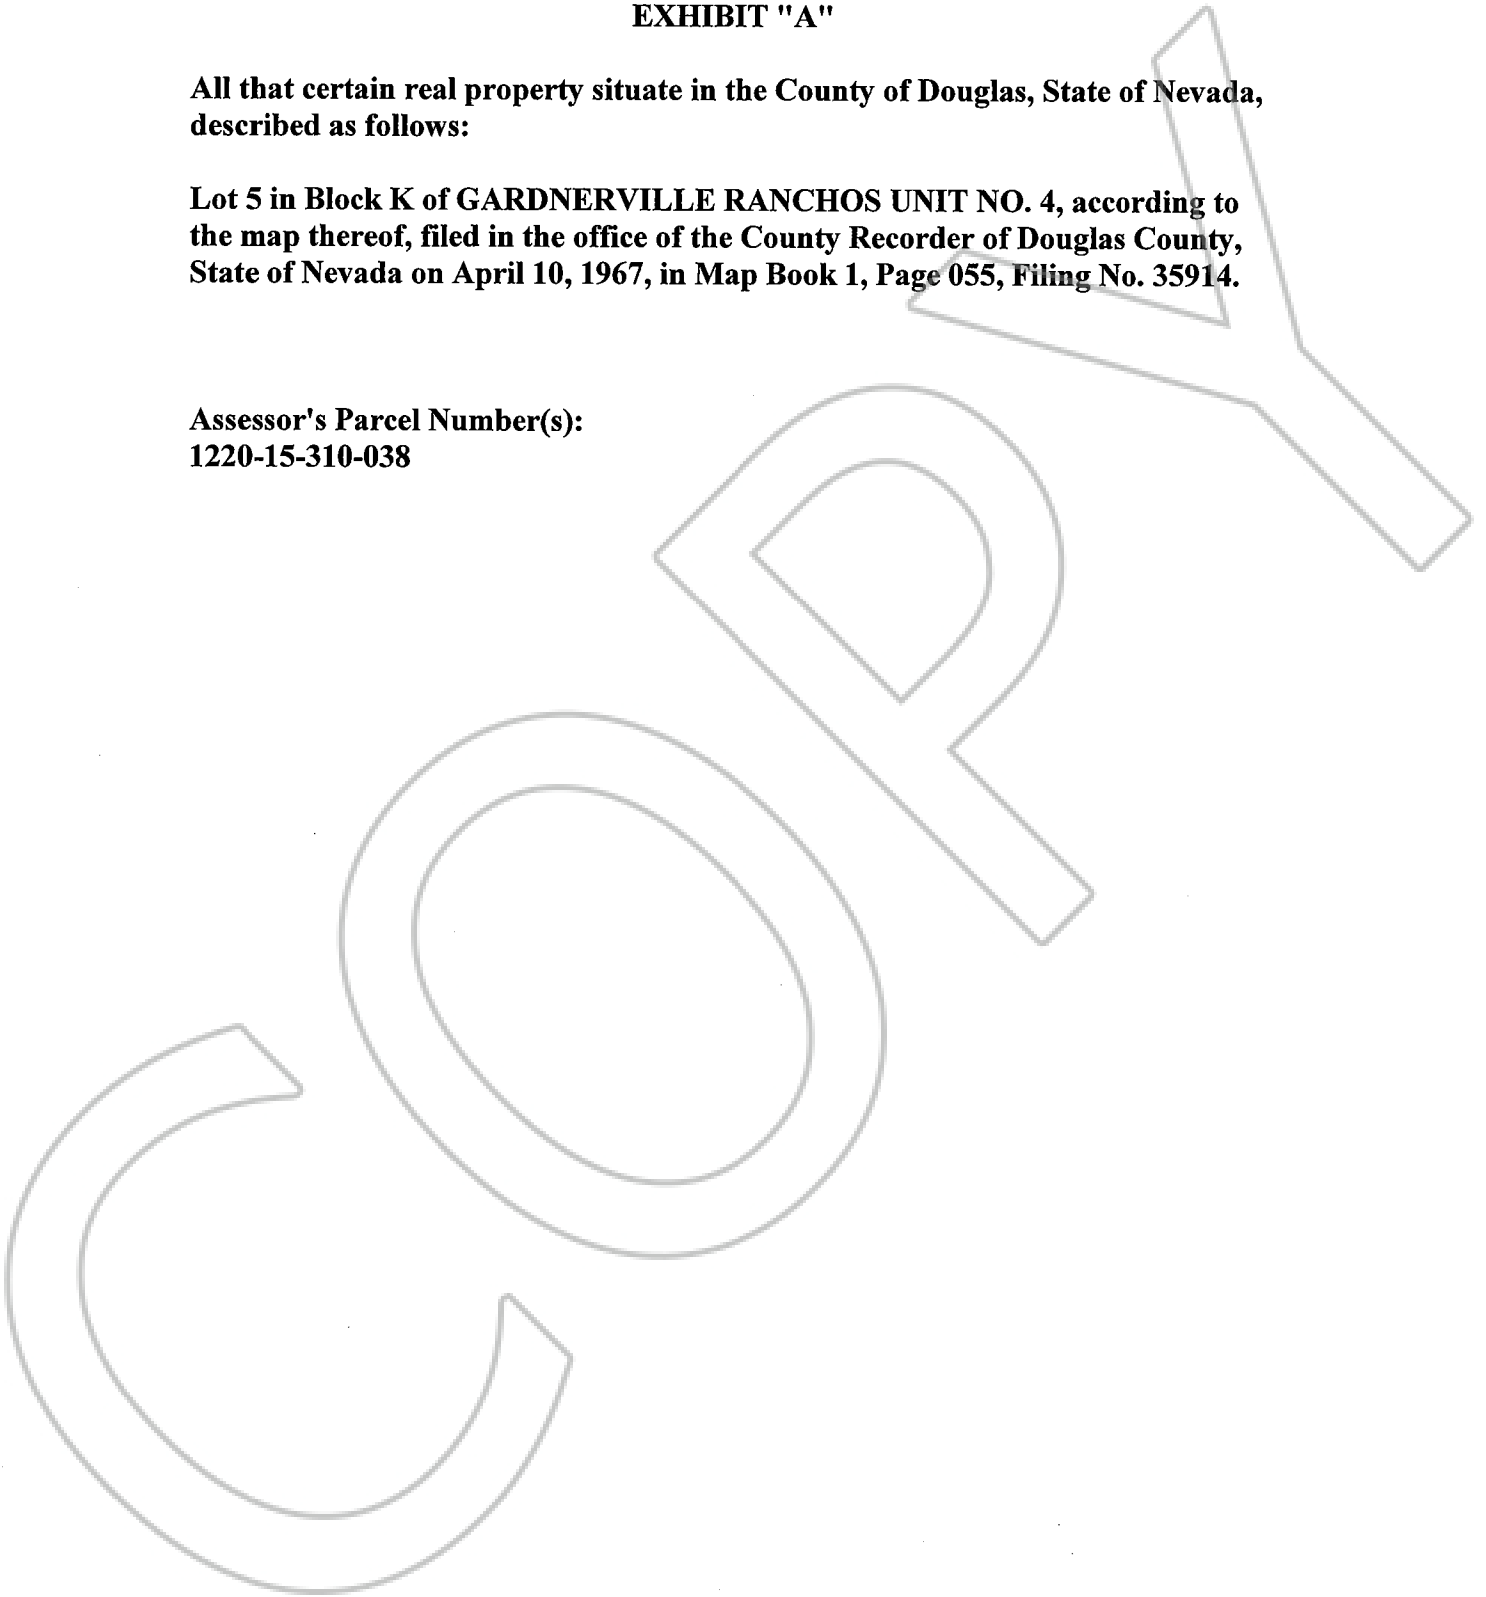 EXHIBIT "A"
All that certain real property situate in the County of Douglas, State of Nevada,
described as follows:
Lot 5 in Block K of GARDNERVILLE RANCHOS UNIT NO. 4, according to
the map thereof, filed in the office of the County Recorder of Douglas County,
State of Nevada on April 10, 1967, in Map Book 1, Page 055, Filing No. 35914.
Assessor's Parcel Number(s):
1220-15-310-038
COPY